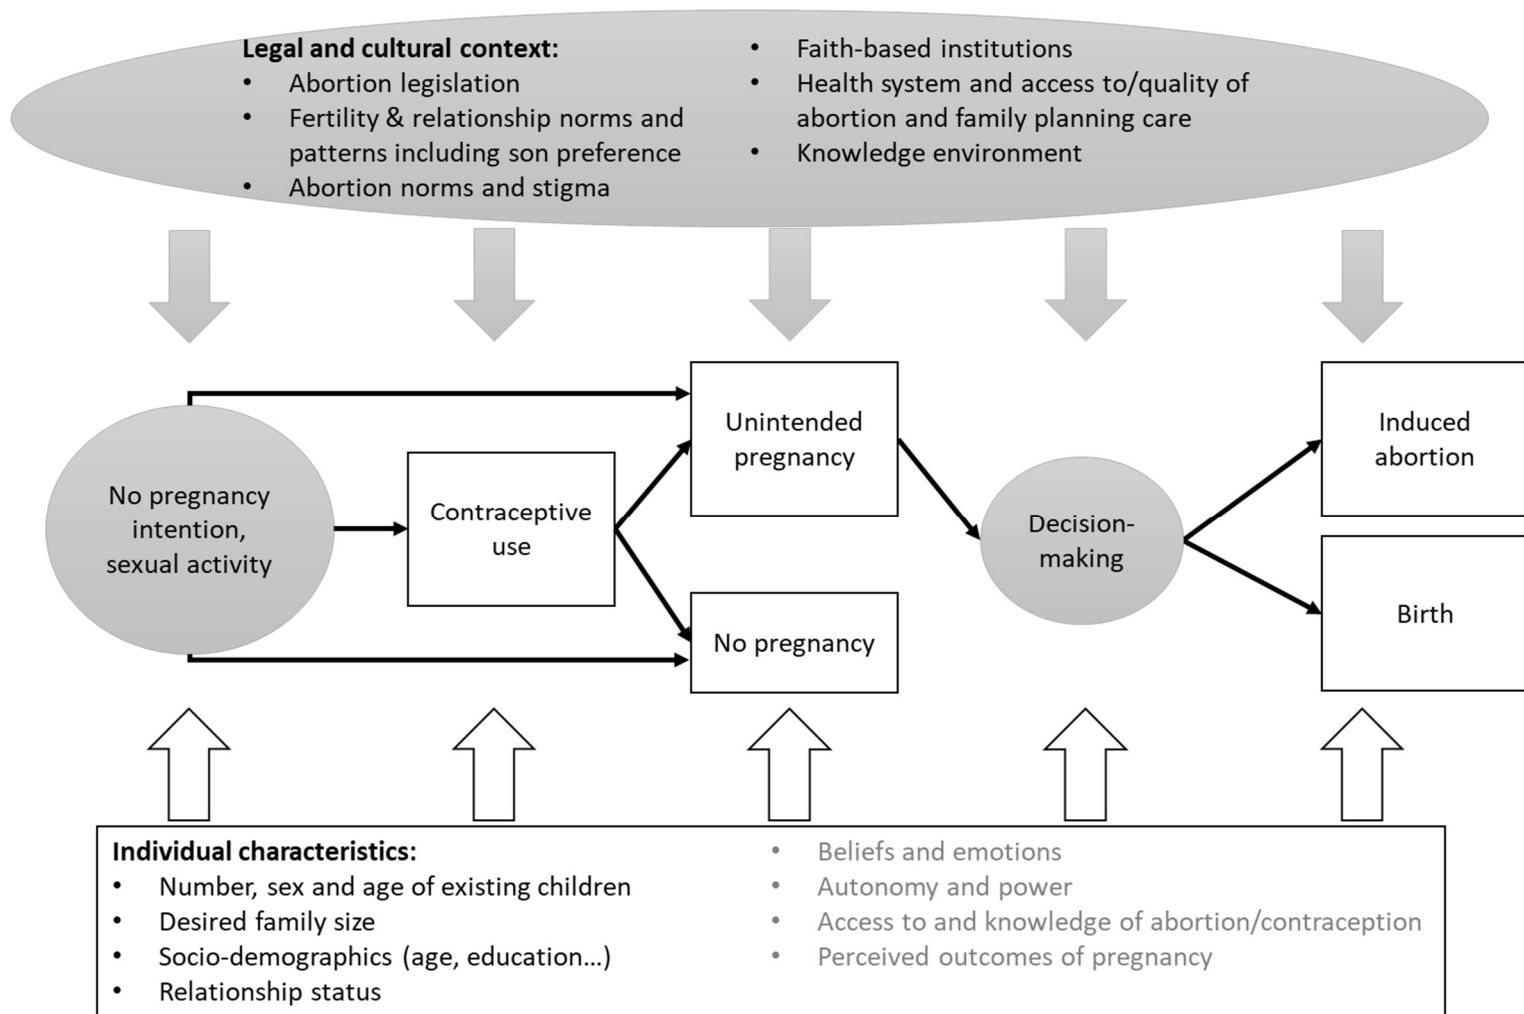 Legal and cultural context:
• Abortion legislation
• Fertility & relationship norms and
patterns including son preference
• Abortion norms and stigma
• Faith-based institutions
• Health system and access to/quality of
abortion and family planning care
• Knowledge environment
No pregnancy
intention,
sexual activity
Contraceptive
use
Unintended
pregnancy
No pregnancy
Decision-
making
Induced
abortion
Birth
Individual characteristics:
• Number, sex and age of existing children
• Desired family size
• Socio-demographics (age, education…)
• Relationship status
• Beliefs and emotions
• Autonomy and power
• Access to and knowledge of abortion/contraception
• Perceived outcomes of pregnancy